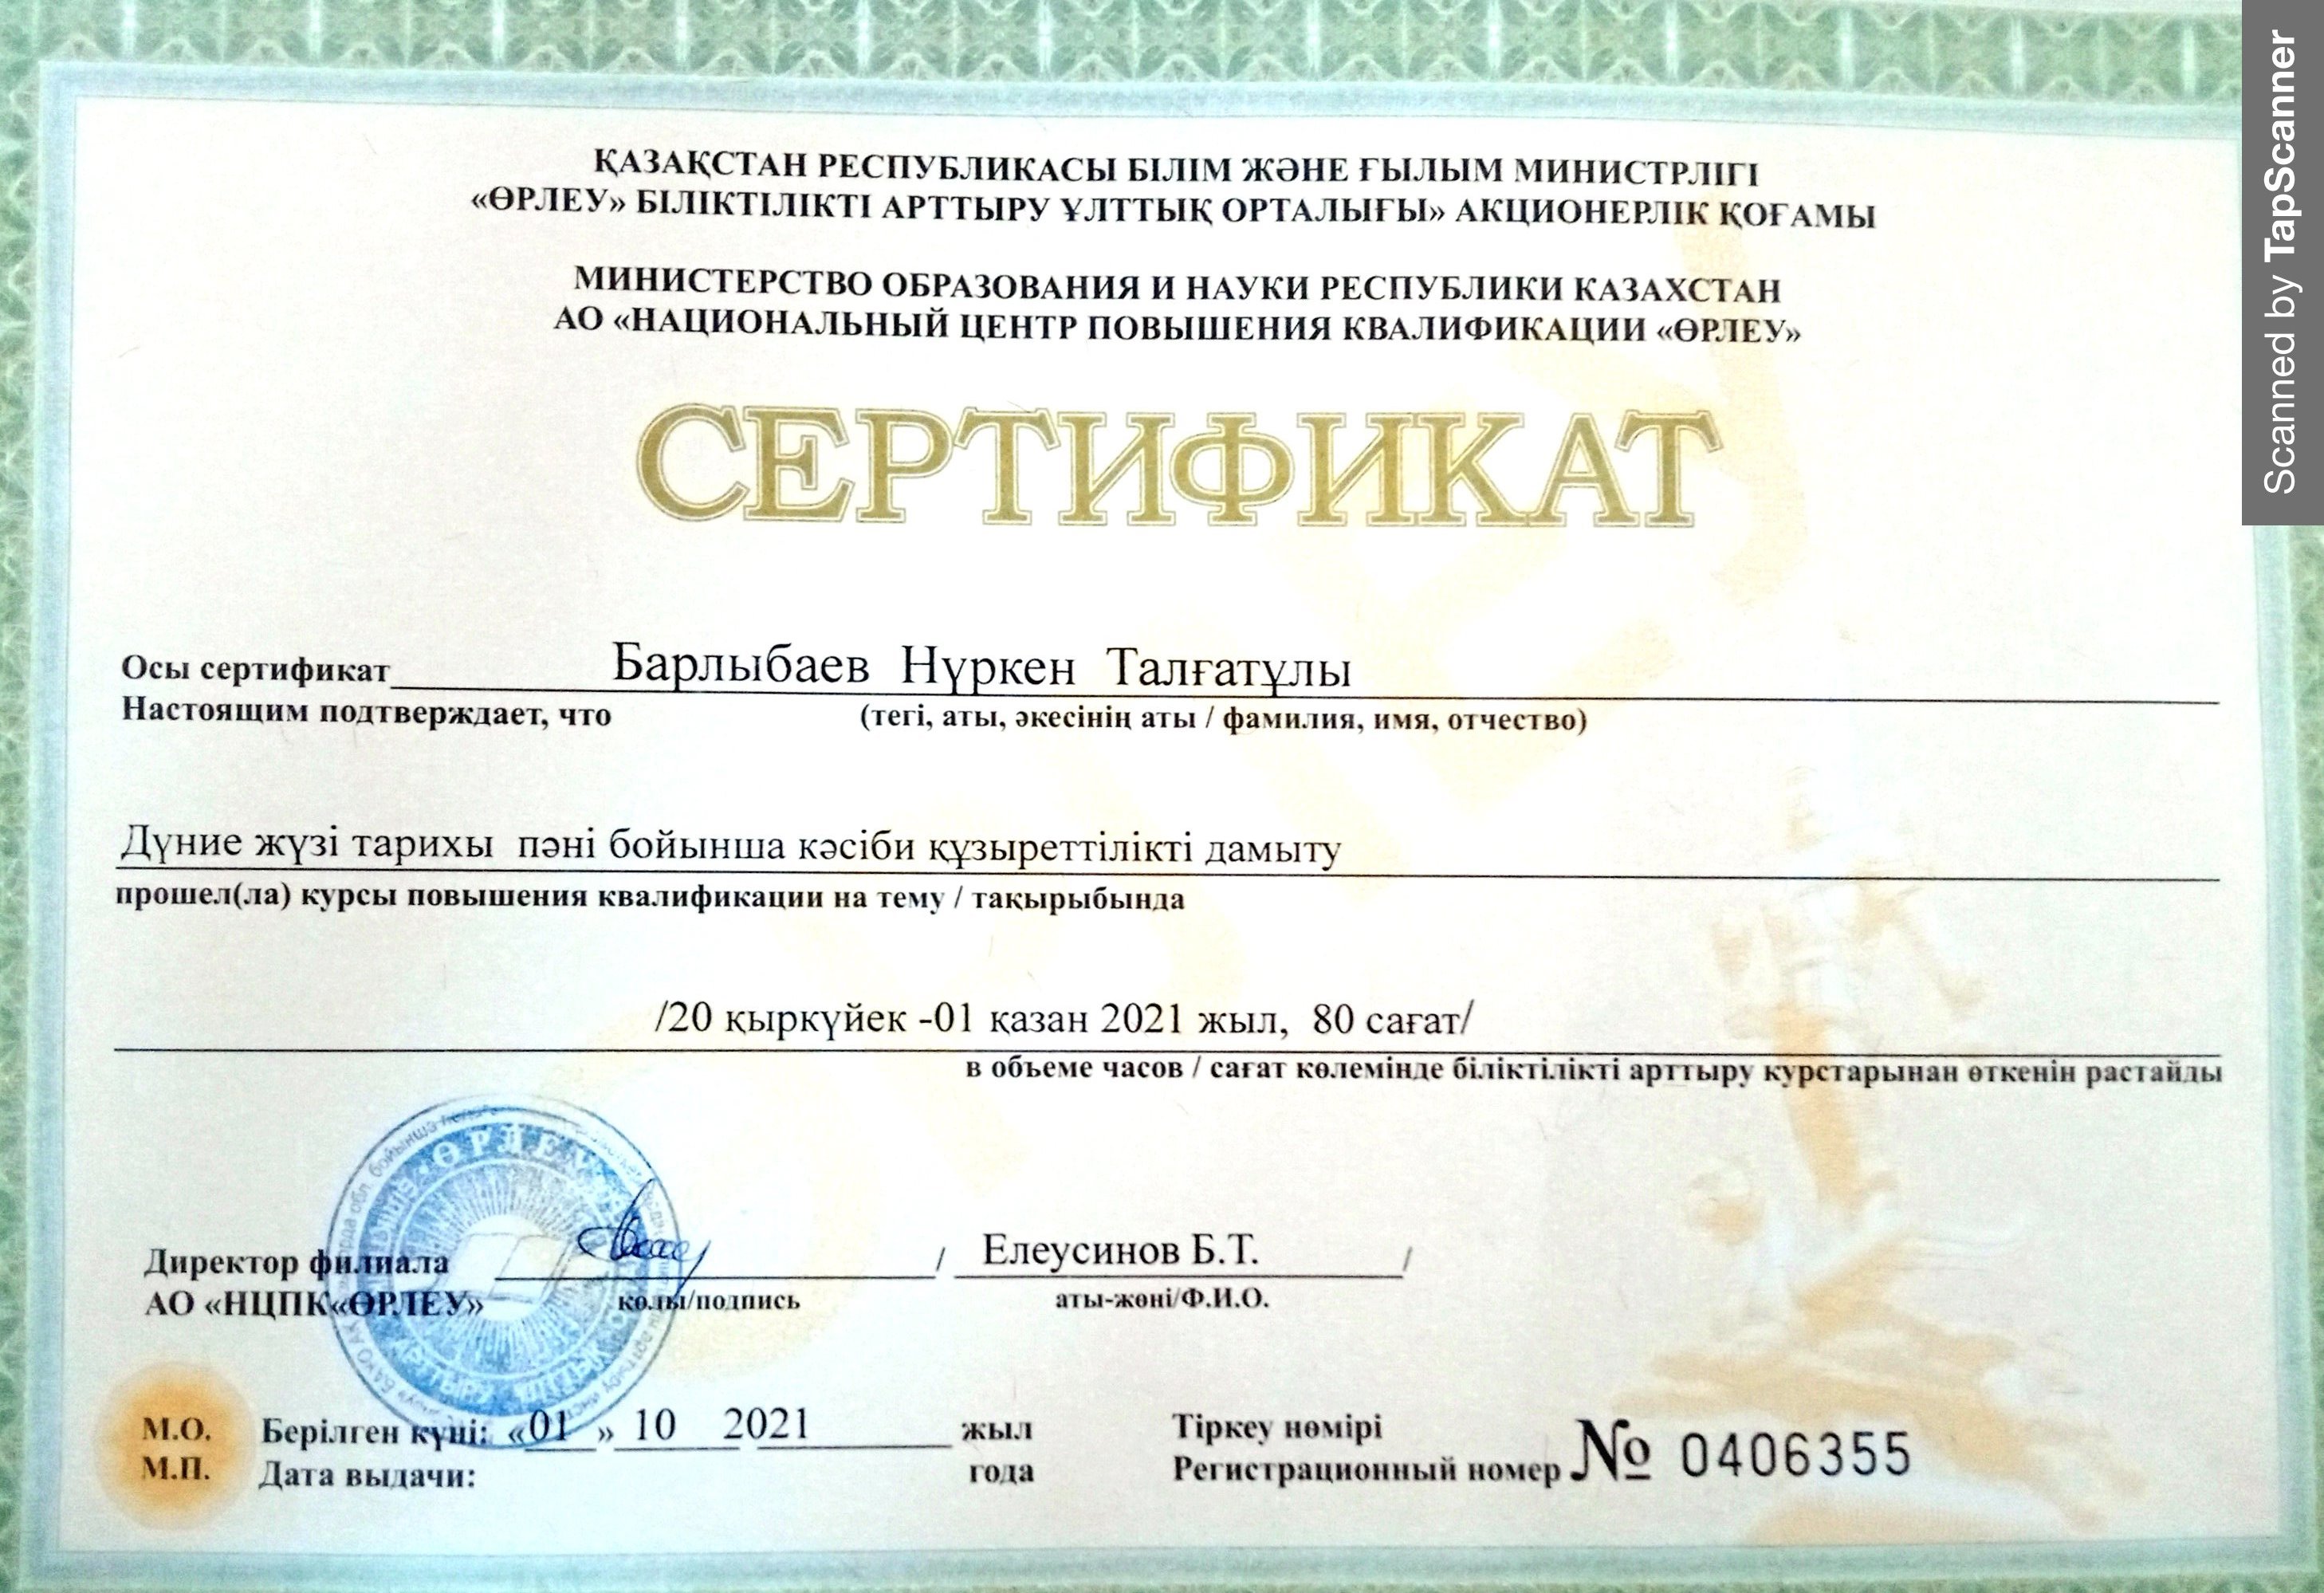 Scanned by TapScanner
ҚАЗАҚСТАН РЕСПУБЛИКАСЫ БІЛІМ ЖӘНЕ ҒЫЛЫМ МИНИСТРЛІГІ
«ӨРЛЕУ» БІЛІКТІЛІКТІ АРТТЫРУ ҰЛТТЫҚ ОРТАЛЫҒЫ» АКЦИОНЕРЛІК ҚОҒАМЫ
МИНИСТЕРСТВО ОБРАЗОВАНИЯ И НАУКИ РЕСПУБЛИКИ КАЗАХСТАН
АО «НАЦИОНАЛЬНЫЙ ЦЕНТР ПОВЫШЕНИЯ КВАЛИФИКАЦИИ «ӨРЛЕУ»
СЕРТИФИКАТ
Осы сертификат Барлыбаев Нүркен Талғатұлы
Настоящим подтверждает, что (тегі, аты, әкесінің аты / фамилия, имя, отчество)
Дүние жүзі тарихы пәні бойынша кәсіби құзыреттілікті дамыту
прошел(ла) курсы повышения квалификации на тему / тақырыбында
/20 қыркүйек -01 қазан 2021 жыл, 80 сағат/
в объеме часов / сағат көлемінде біліктілікті арттыру курстарынан өткенін растайды
ӨРЛЕУ
Директор филиала / Елеусинов Б.Т. /
АО «НЦПК«ӨРЛЕУ» қолы/подпись аты-жөні/Ф.И.О.
М.О. Берілген күні: «01» 10 2021 жыл Тіркеу нөмірі
М.П. Дата выдачи: года Регистрационный номер № 0406355